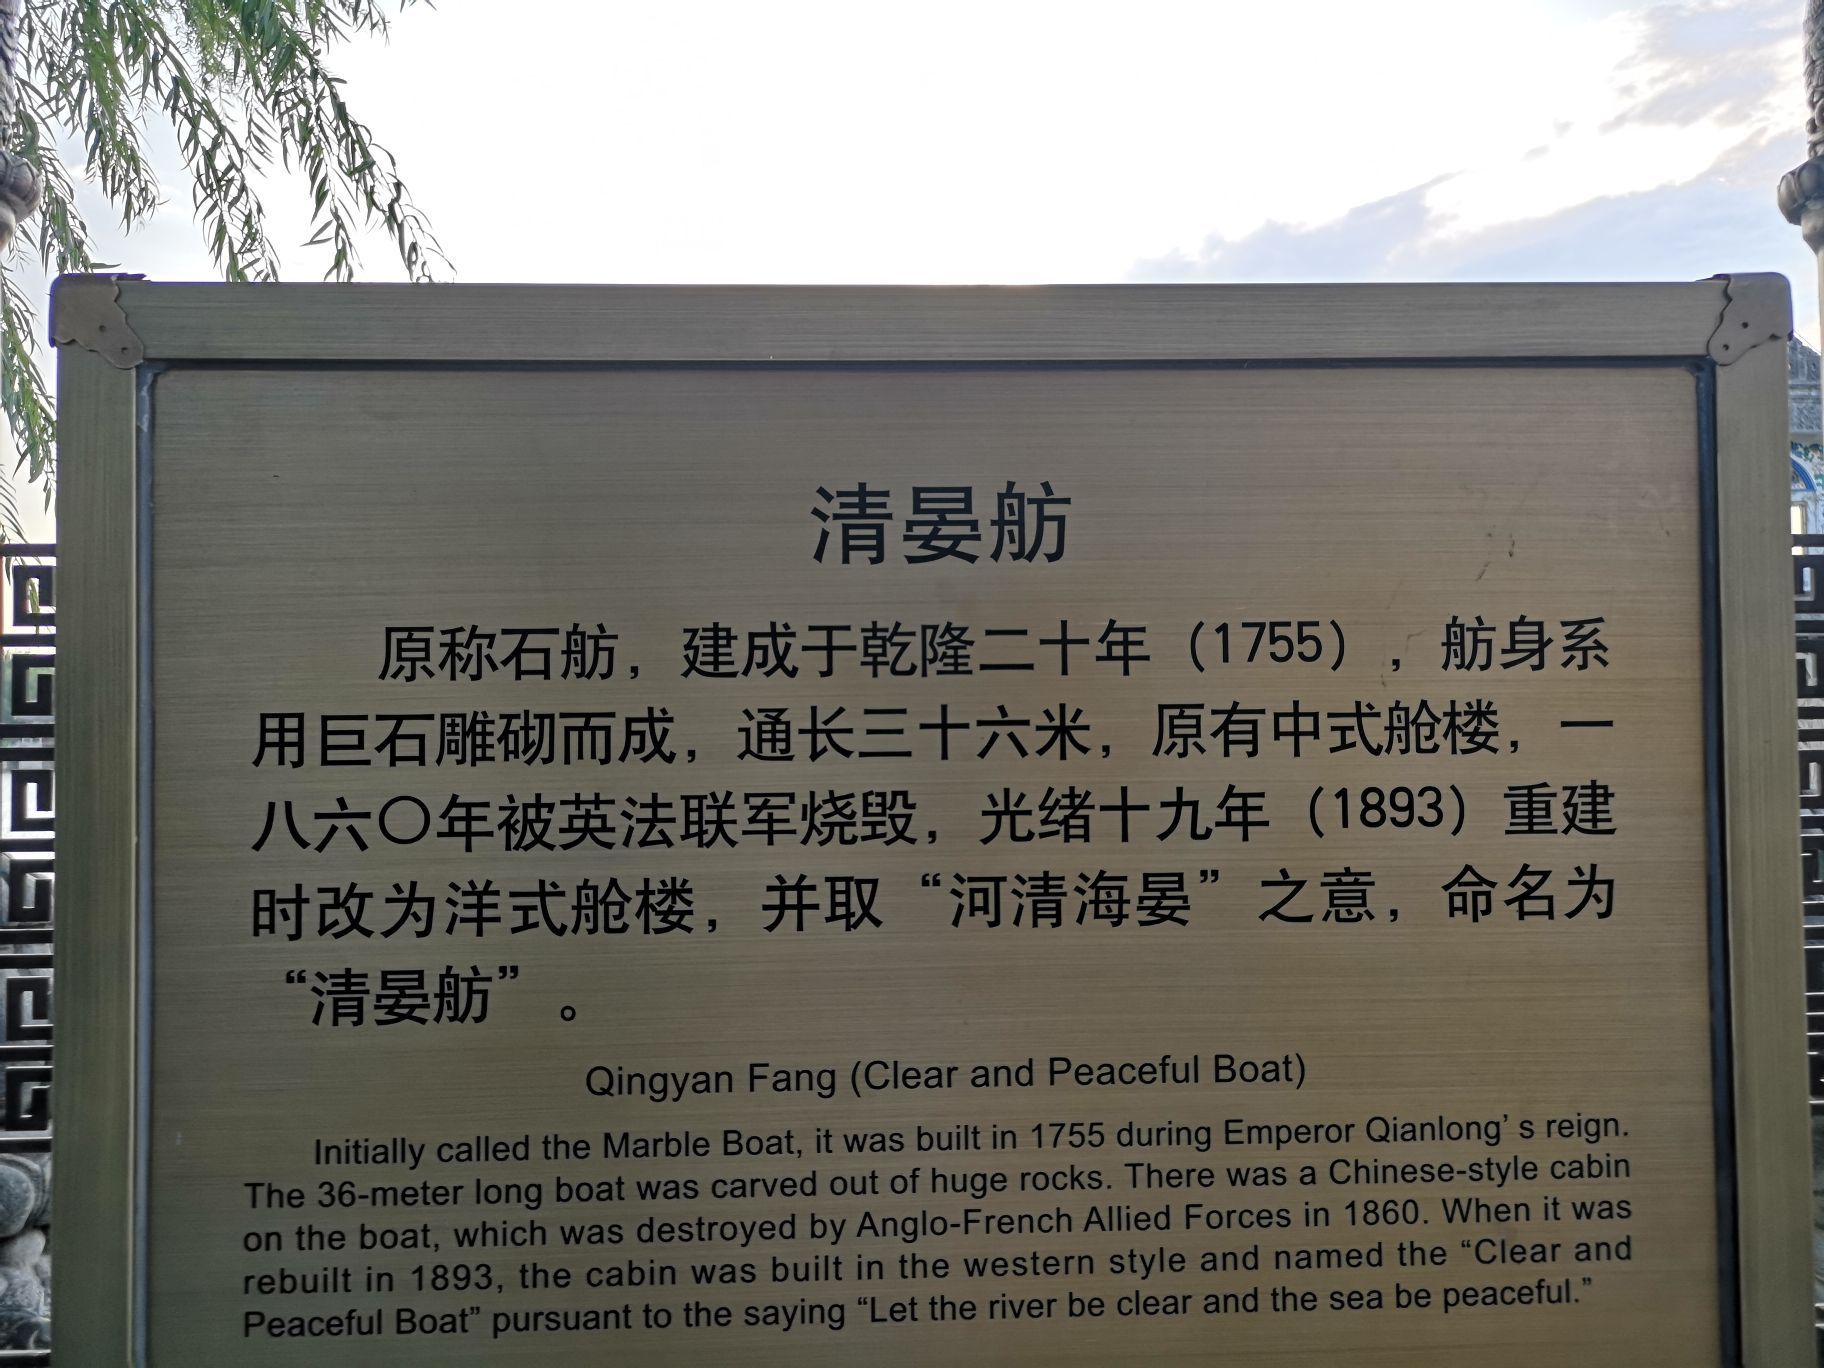 清晏舫
原称石舫，建成于乾隆二十年（1755），舫身系
用巨石雕砌而成，通长三十六米，原有中式舱楼，一
八六〇年被英法联军烧毁，光绪十九年（1893）重建
时改为洋式舱楼，并取“河清海晏”之意，命名为
“清晏舫”。
Qingyan Fang (Clear and Peaceful Boat)
Initially called the Marble Boat, it was built in 1755 during Emperor Qianlong’ s reign.
The 36-meter long boat was carved out of huge rocks. There was a Chinese-style cabin
on the boat, which was destroyed by Anglo-French Allied Forces in 1860. When it was
rebuilt in 1893, the cabin was built in the western style and named the “Clear and
Peaceful Boat” pursuant to the saying “Let the river be clear and the sea be peaceful.”